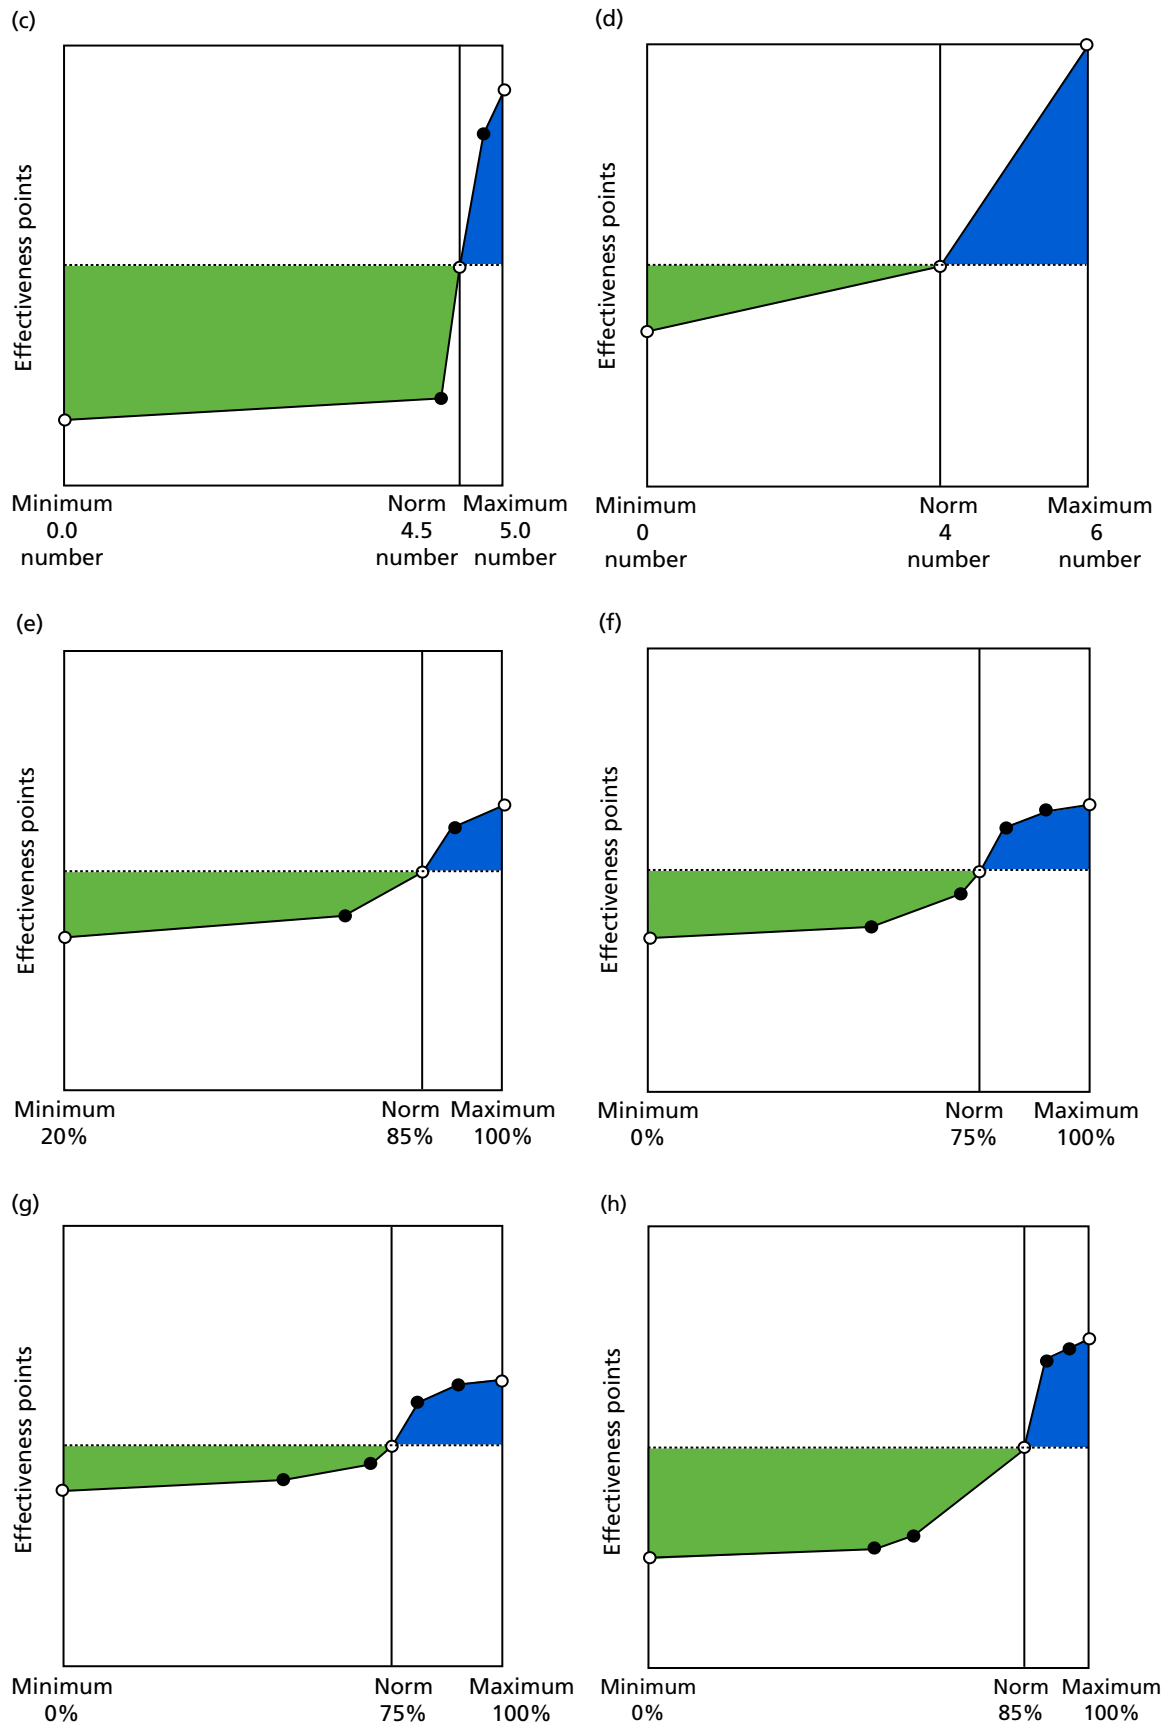 (c)
Effectiveness points
Minimum
0.0
number
Norm
4.5
number
Maximum
5.0
number
(d)
Effectiveness points
Minimum
0
number
Norm
4
number
Maximum
6
number
(e)
Effectiveness points
Minimum
20%
Norm
85%
Maximum
100%
(f)
Effectiveness points
Minimum
0%
Norm
75%
Maximum
100%
(g)
Effectiveness points
Minimum
0%
Norm
75%
Maximum
100%
(h)
Effectiveness points
Minimum
0%
Norm
85%
Maximum
100%